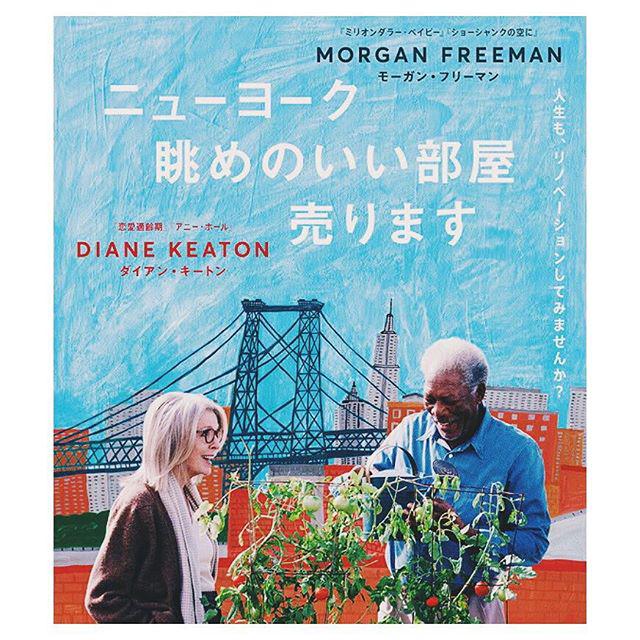 『ミリオンダラー・ベイビー』『ショーシャンクの空に』
MORGAN FREEMAN
モーガン・フリーマン
ニューヨーク
眺めのいい部屋
売ります
人生も、リノベーションしてみませんか？
恋愛適齢期 アニー・ホール
DIANE KEATON
ダイアン・キートン